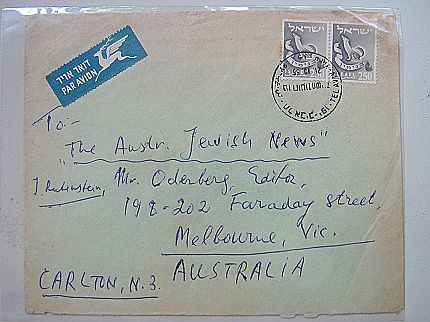 דואר אויר
PAR AVION
ישראל ישראל
250
To:-
"The Austr. Jewish News"
J. Rubinstein, Mr. Oderberg, Editor,
198-202 Faraday street,
Melbourne, Vic.
CARLTON, N.3. AUSTRALIA